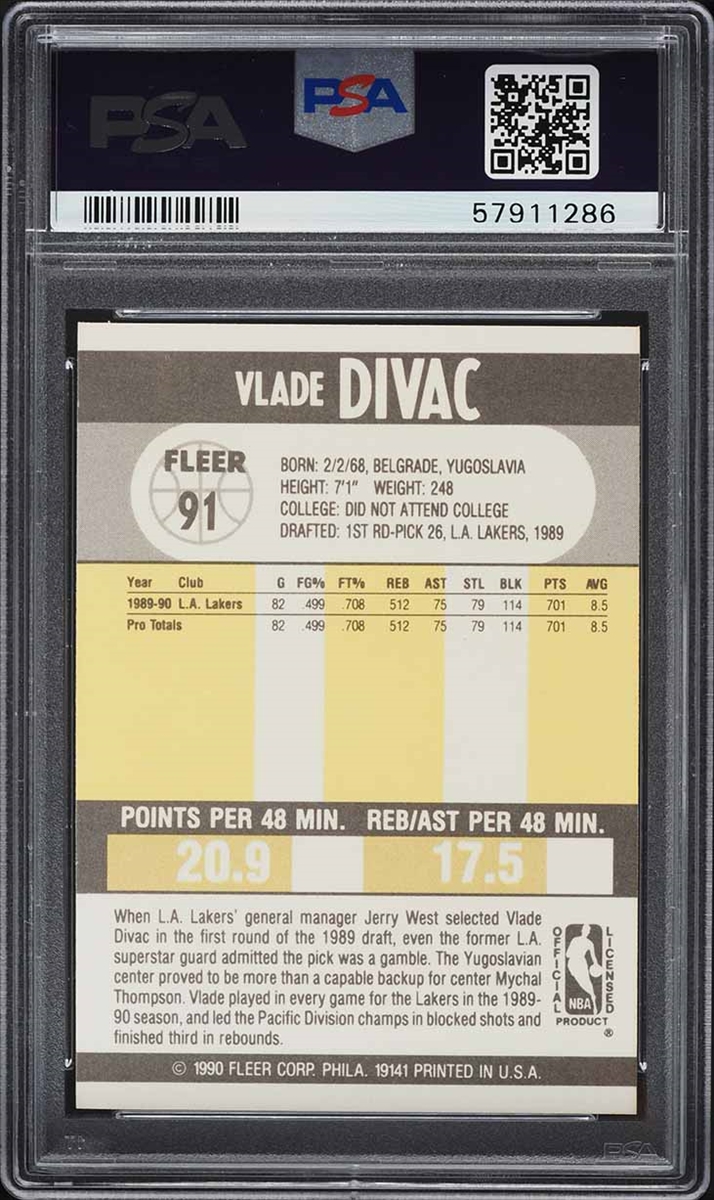 PSA
PSA
57911286
VLADE DIVAC
FLEER
91
BORN: 2/2/68, BELGRADE, YUGOSLAVIA
HEIGHT: 7'1" WEIGHT: 248
COLLEGE: DID NOT ATTEND COLLEGE
DRAFTED: 1ST RD-PICK 26, L.A. LAKERS, 1989
Year Club G FG% FT% REB AST STL BLK PTS AVG
1989-90 L.A. Lakers 82 .499 .708 512 75 79 114 701 8.5
Pro Totals 82 .499 .708 512 75 79 114 701 8.5
POINTS PER 48 MIN. REB/AST PER 48 MIN.
20.9 17.5
When L.A. Lakers' general manager Jerry West selected Vlade
Divac in the first round of the 1989 draft, even the former L.A.
superstar guard admitted the pick was a gamble. The Yugoslavian
center proved to be more than a capable backup for center Mychal
Thompson. Vlade played in every game for the Lakers in the 1989-
90 season, and led the Pacific Division champs in blocked shots and
finished third in rebounds.
OFFICIAL LICENSED
NBA
PRODUCT
®
© 1990 FLEER CORP. PHILA. 19141 PRINTED IN U.S.A.
PSA